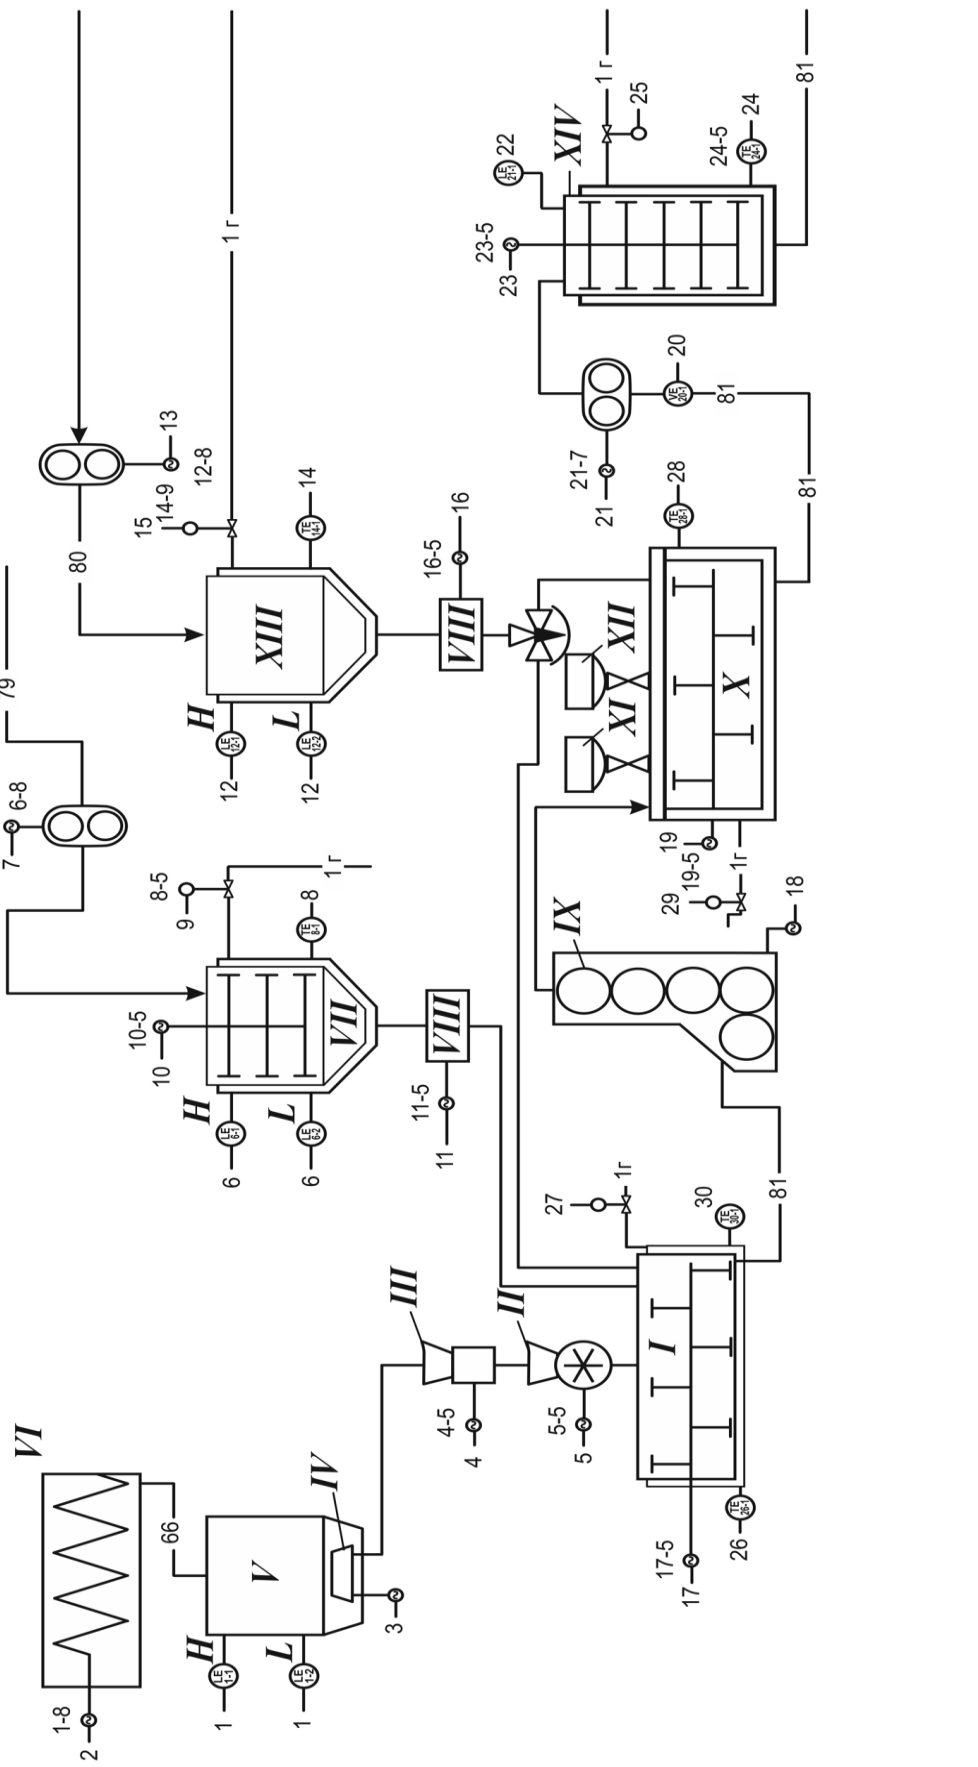 VI
79
7
6-8
1-8
2
80
10
10-5
9
8-5
15
14-9
13
12-8
66
H
LE
1-1
1
L
LE
1-2
1
V
IV
3
H
LE
6-1
6
L
LE
6-2
6
VII
TE
8-1
8
1 г
H
LE
12-1
12
L
LE
12-2
12
XIII
TE
14-1
14
1 г
III
4-5
4
II
5-5
5
VIII
11-5
11
VIII
16-5
16
27
1г
I
TE
30-1
30
81
17-5
17
TE
26-1
26
IX
18
XI
XII
X
19
19-5
29
1г
TE
28-1
28
81
81
VE
20-1
20
21-7
21
23-5
23
LE
21-1
22
XIV
1 г
25
TE
24-1
24-5
24
81